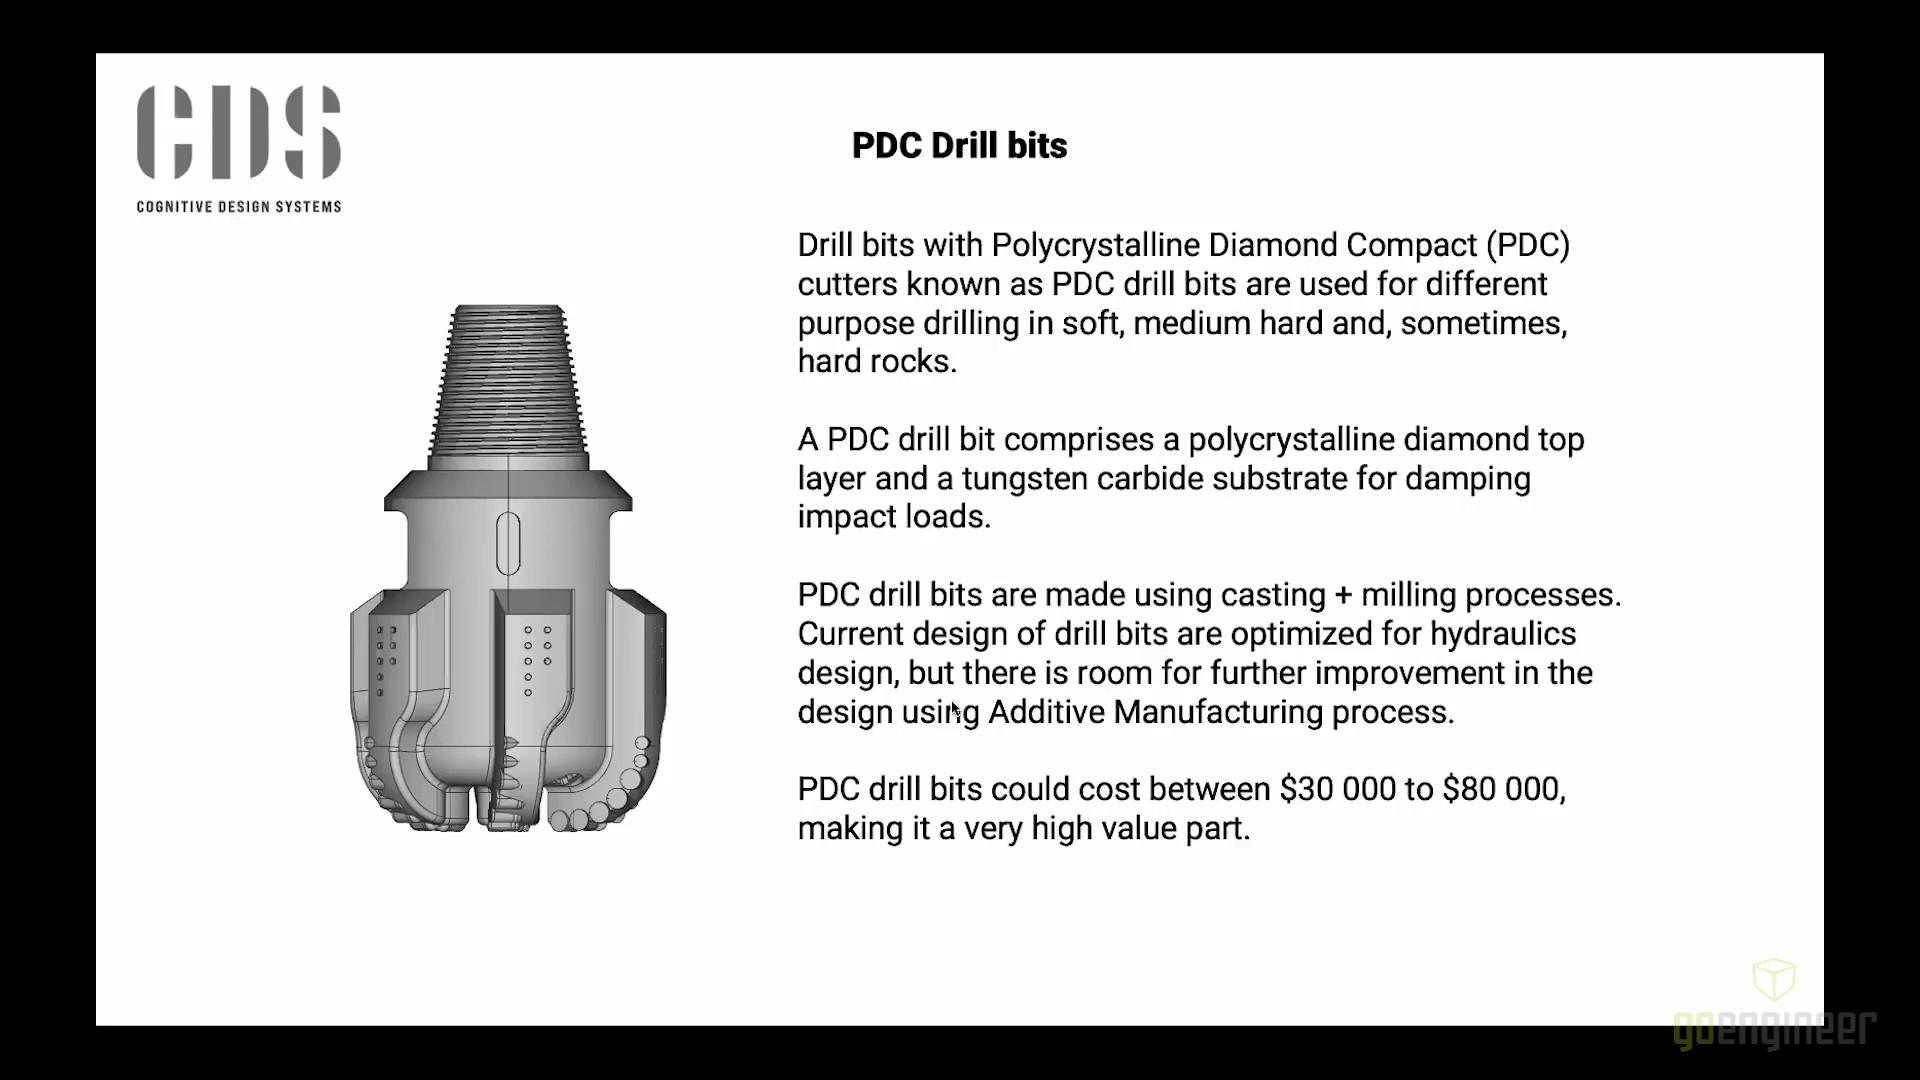 CDS
COGNITIVE DESIGN SYSTEMS
PDC Drill bits
Drill bits with Polycrystalline Diamond Compact (PDC)
cutters known as PDC drill bits are used for different
purpose drilling in soft, medium hard and, sometimes,
hard rocks.
A PDC drill bit comprises a polycrystalline diamond top
layer and a tungsten carbide substrate for damping
impact loads.
PDC drill bits are made using casting + milling processes.
Current design of drill bits are optimized for hydraulics
design, but there is room for further improvement in the
design using Additive Manufacturing process.
PDC drill bits could cost between $30 000 to $80 000,
making it a very high value part.
goengineer